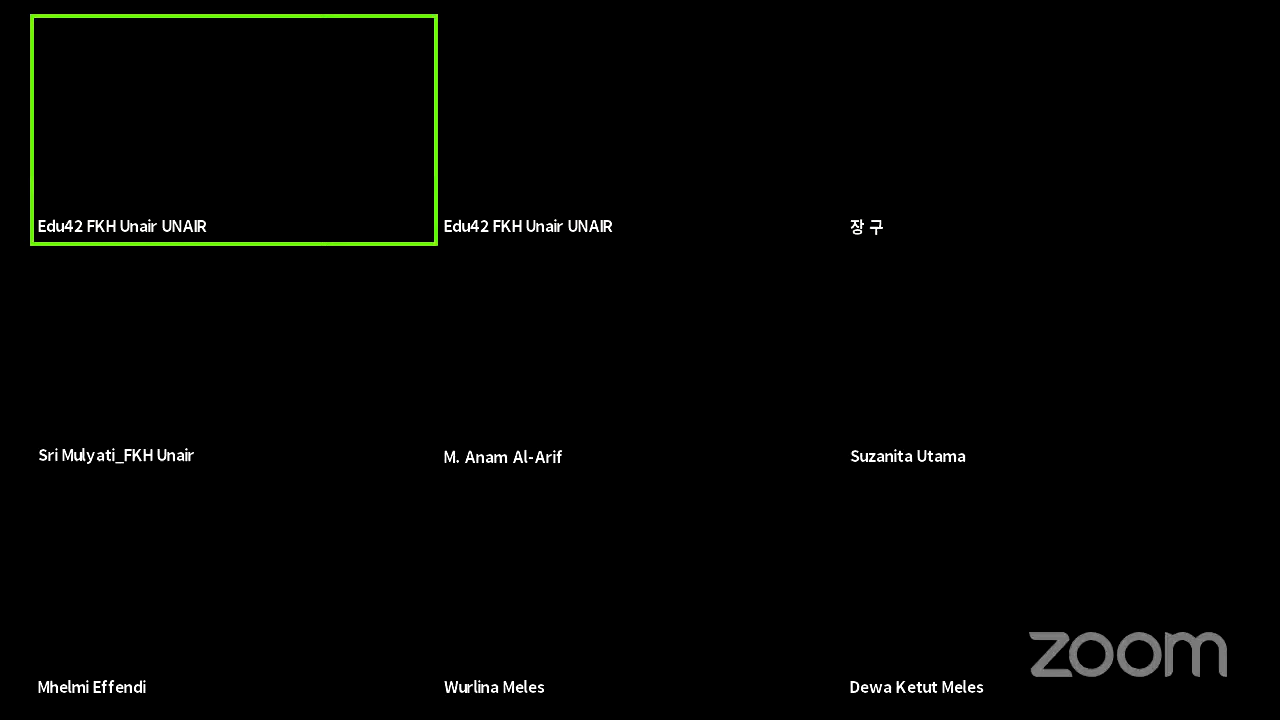 Edu42 FKH Unair UNAIR
Edu42 FKH Unair UNAIR
장 구
Sri Mulyati_FKH Unair
M. Anam Al-Arif
Suzanita Utama
Mhelmi Effendi
Wurlina Meles
Dewa Ketut Meles
zoom